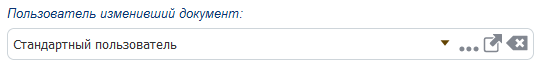 Пользователь изменивший документ:
Стандартный пользователь